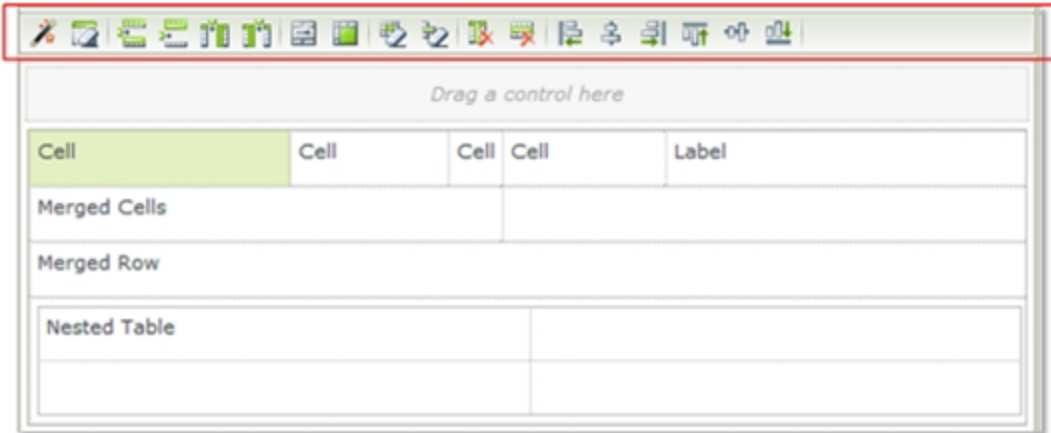 Drag a control here
Cell Cell Cell Cell Label
Merged Cells
Merged Row
Nested Table